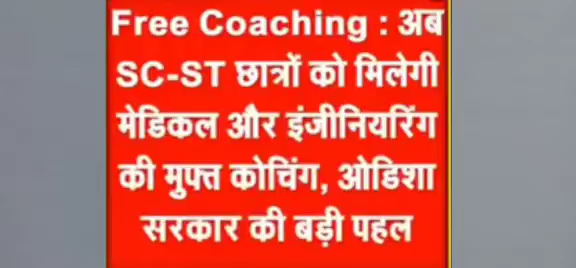 Free Coaching : अब
SC-ST छात्रों को मिलेगी
मेडिकल और इंजीनियरिंग
की मुफ्त कोचिंग, ओडिशा
सरकार की बड़ी पहल